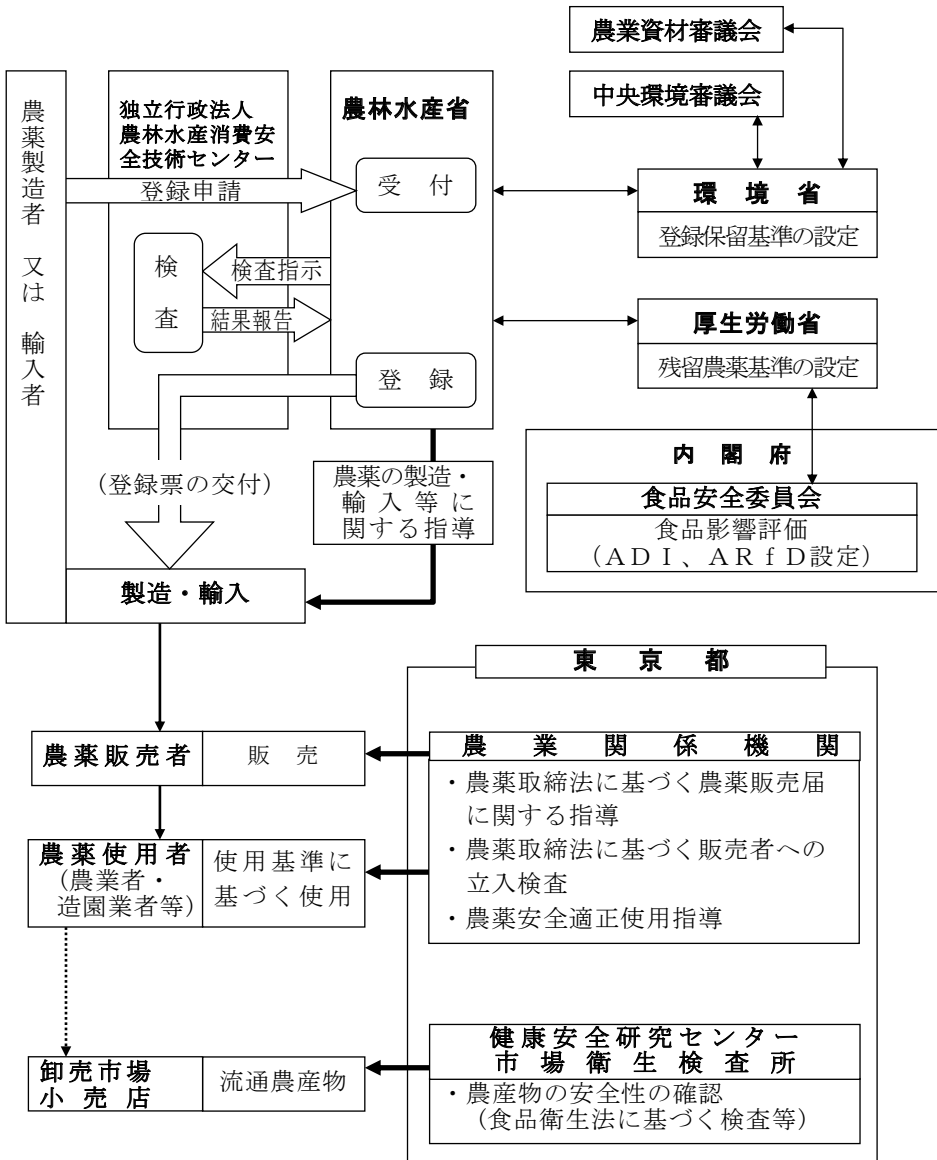 農業資材審議会
中央環境審議会
農薬製造者 又は 輸入者
独立行政法人
農林水産消費安
全技術センター
農林水産省
登録申請
受 付
環 境 省
登録保留基準の設定
検査
検査指示
結果報告
厚生労働省
残留農薬基準の設定
登 録
(登録票の交付)
農薬の製造・
輸入等に
関する指導
内 閣 府
食品安全委員会
食品影響評価
(ADI、ARfD設定)
製造・輸入
東 京 都
農薬販売者
販 売
農業関係機関
・農薬取締法に基づく農薬販売届
に関する指導
・農薬取締法に基づく販売者への
立入検査
・農薬安全適正使用指導
農薬使用者
(農業者・
造園業者等)
使用基準に
基づく使用
健康安全研究センター
市場衛生検査所
・農産物の安全性の確認
(食品衛生法に基づく検査等)
卸売市場
小売店
流通農産物